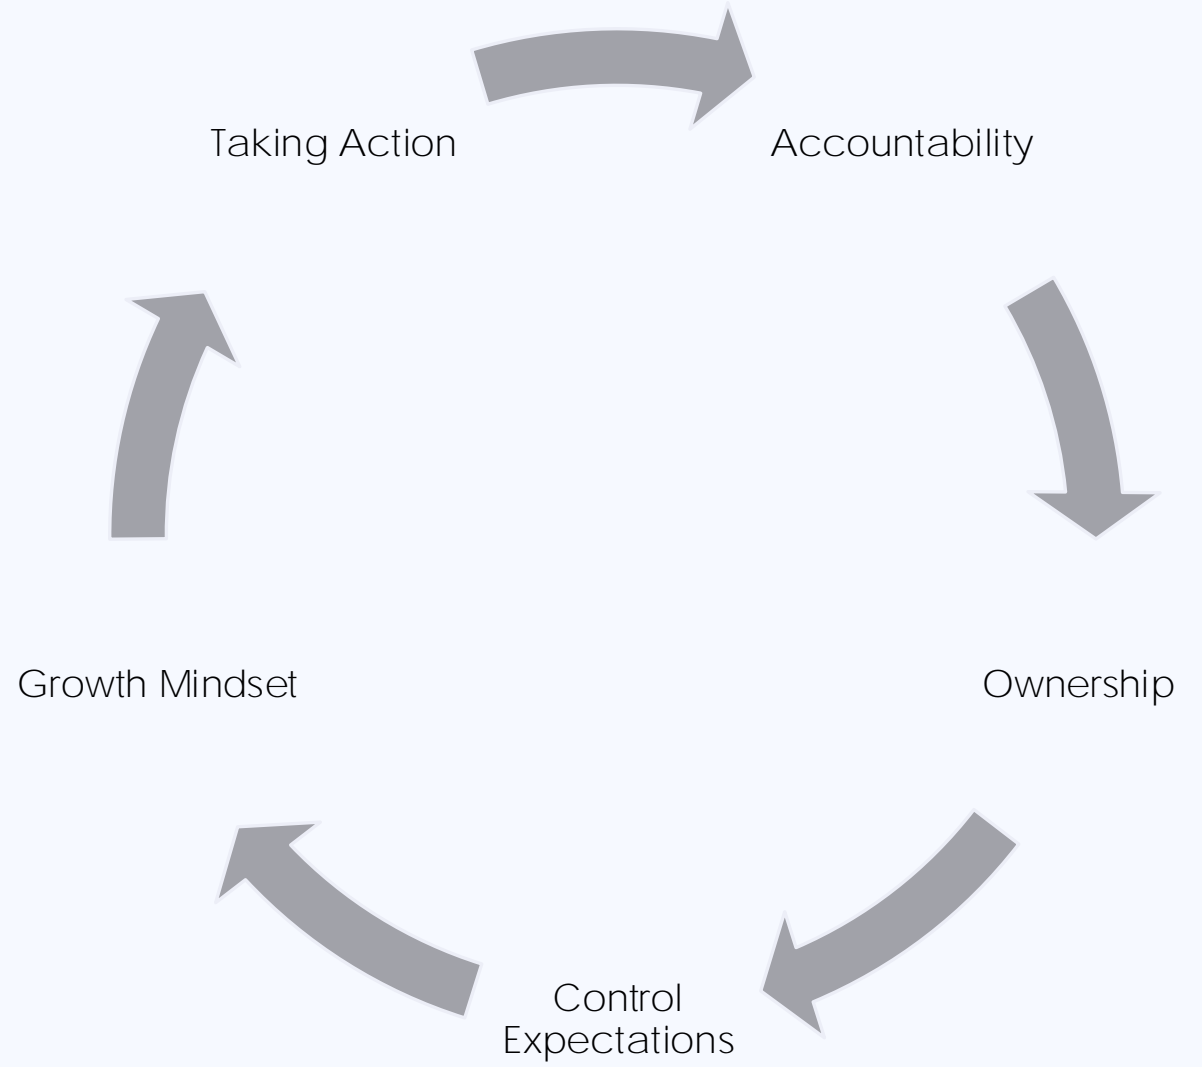 Taking Action
Accountability
Growth Mindset
Ownership
Control
Expectations